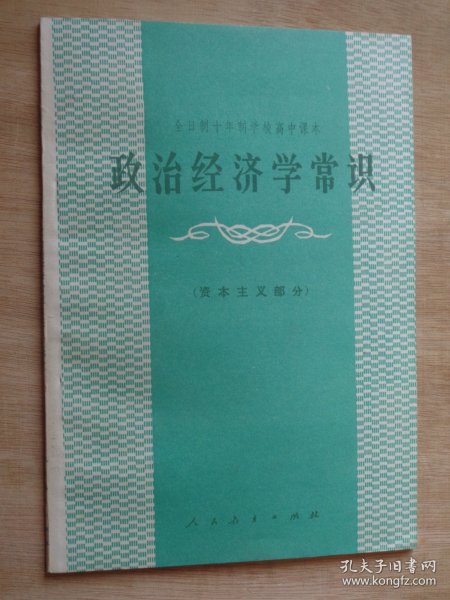 全日制十年制学校高中课本
政治经济学常识
(资本主义部分)
人民教育出版社
孔夫子旧书网
www.kongfz.com